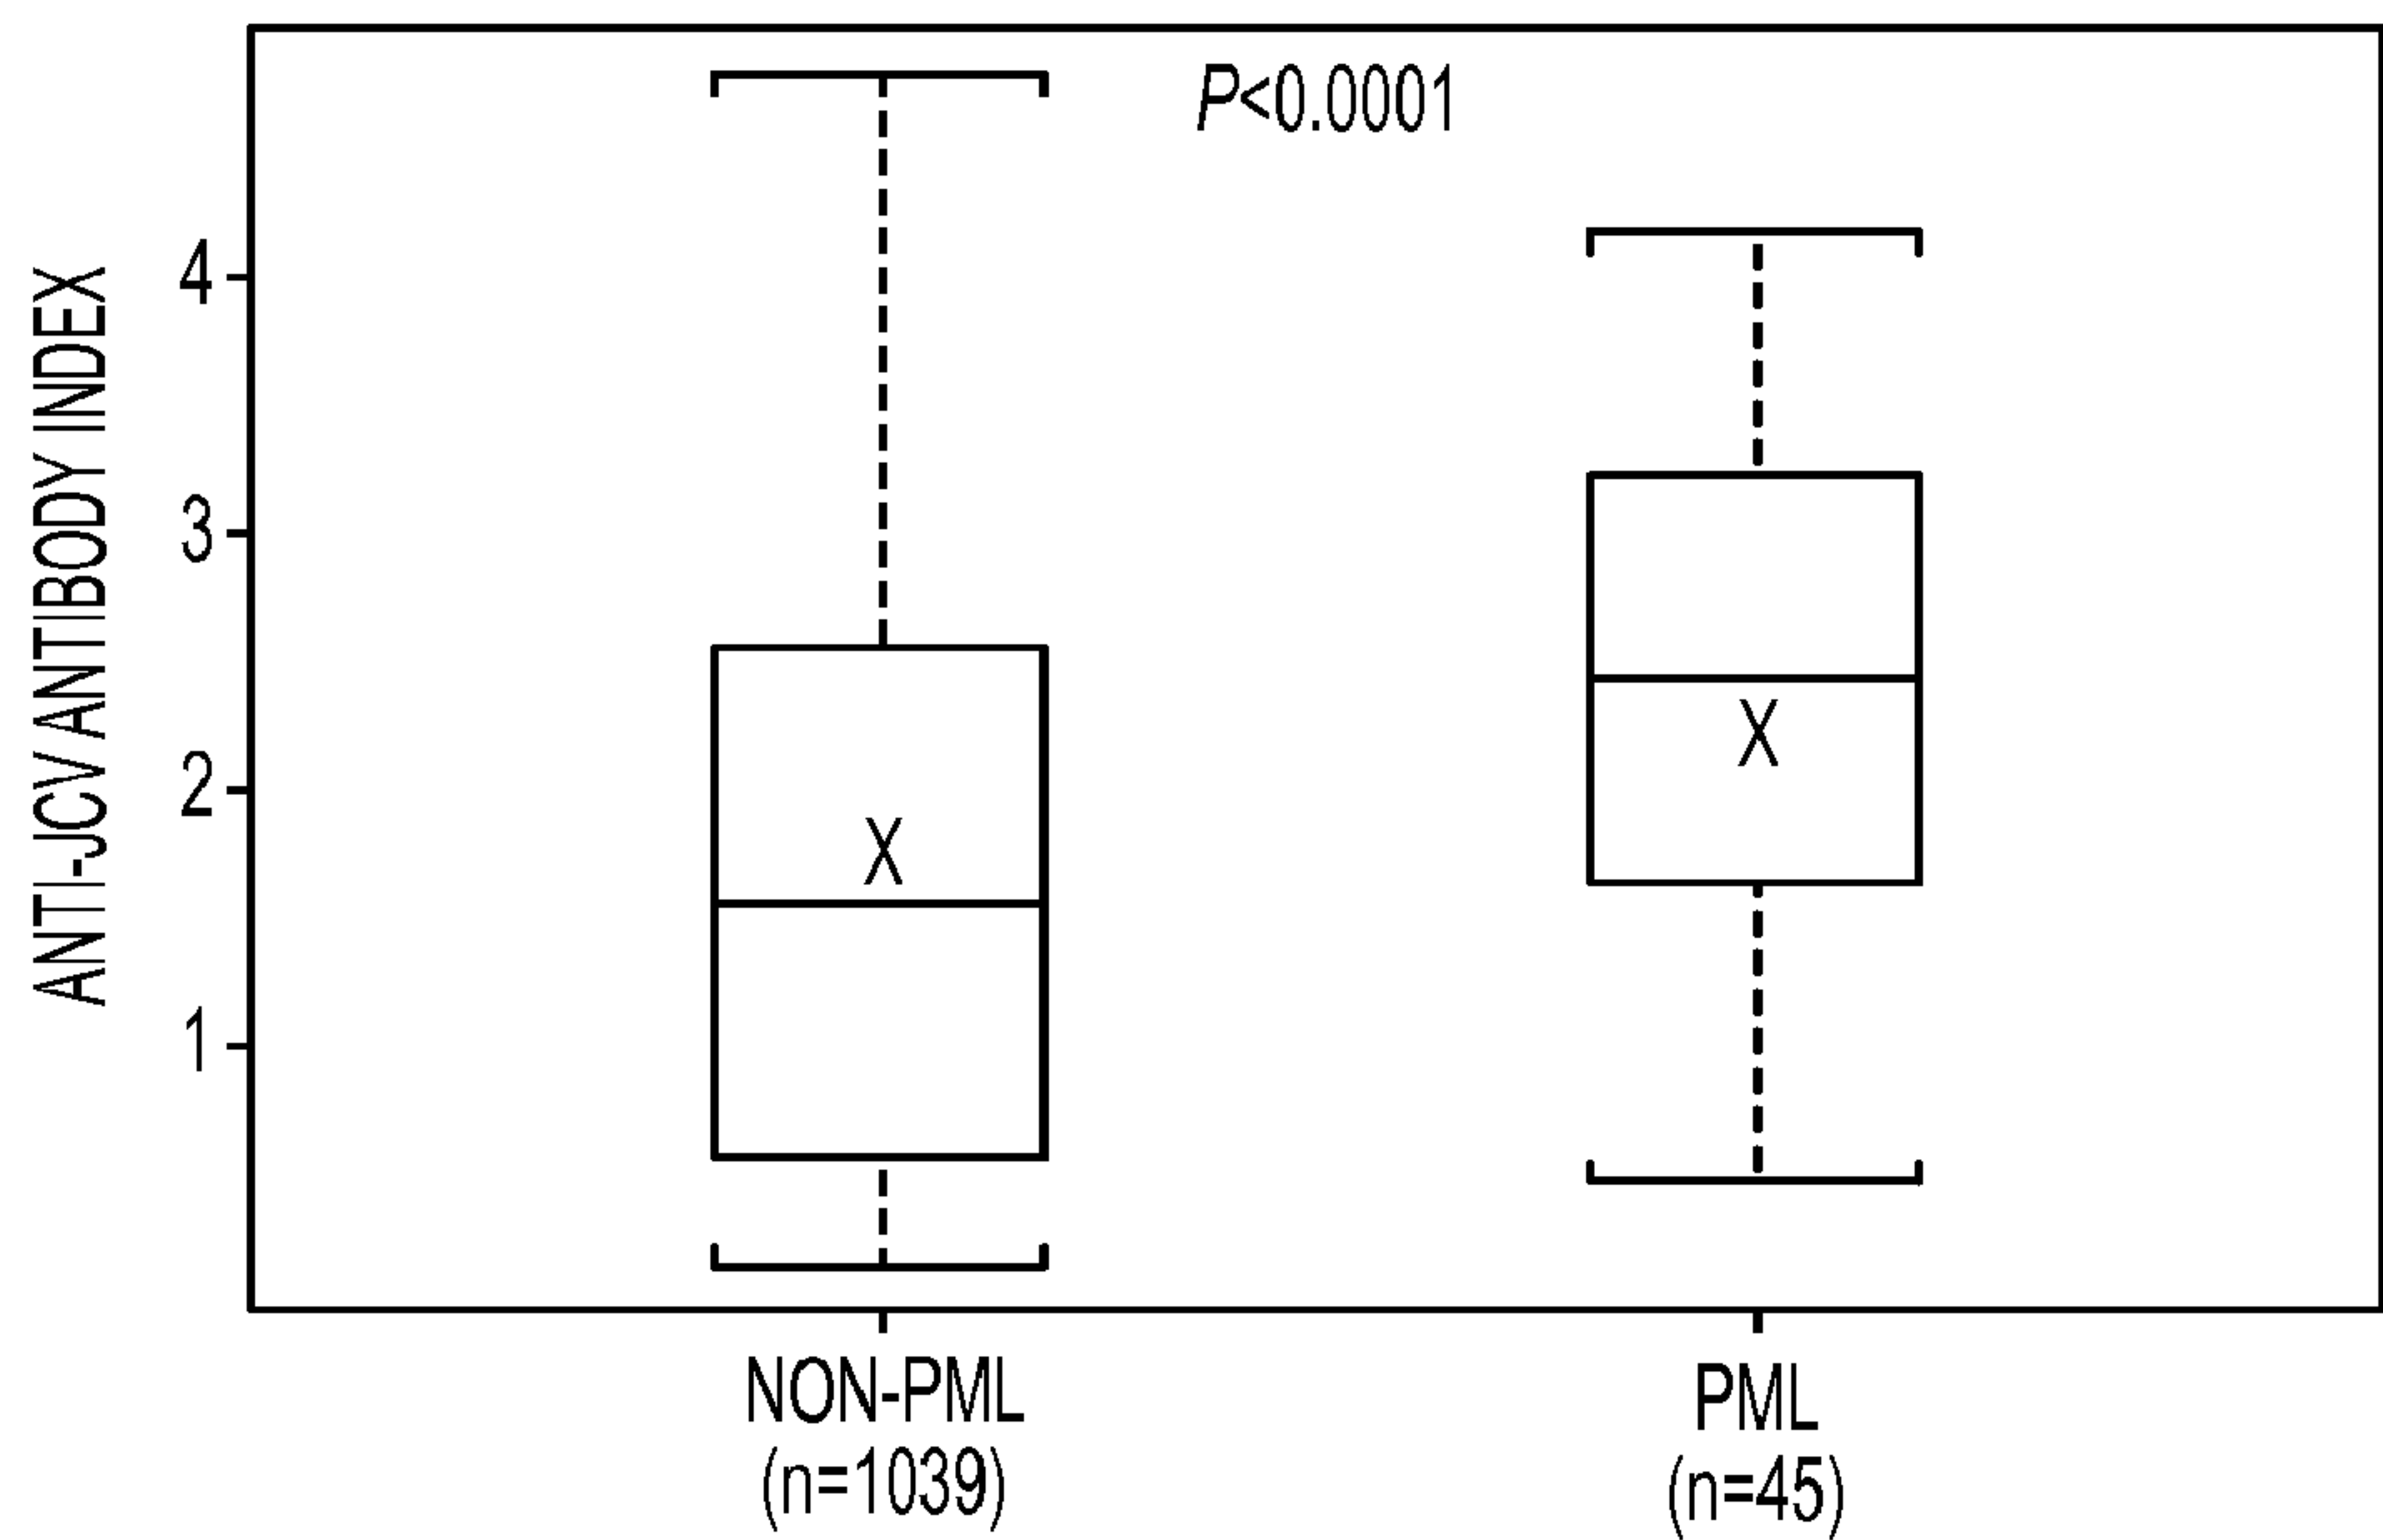 P<0.0001
ANTI-JCV ANTIBODY INDEX
4
3
2
1
X
X
NON-PML
(n=1039)
PML
(n=45)